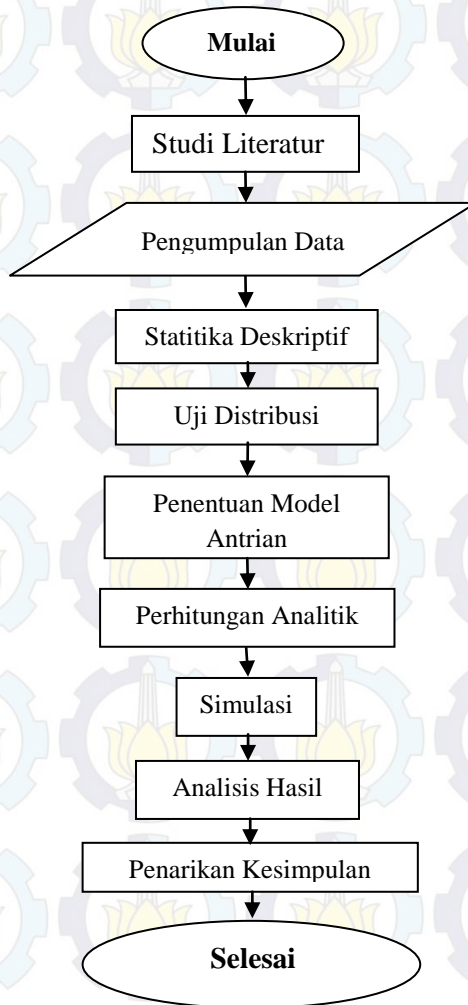 Mulai
Studi Literatur
Pengumpulan Data
Statitika Deskriptif
Uji Distribusi
Penentuan Model
Antrian
Perhitungan Analitik
Simulasi
Analisis Hasil
Penarikan Kesimpulan
Selesai